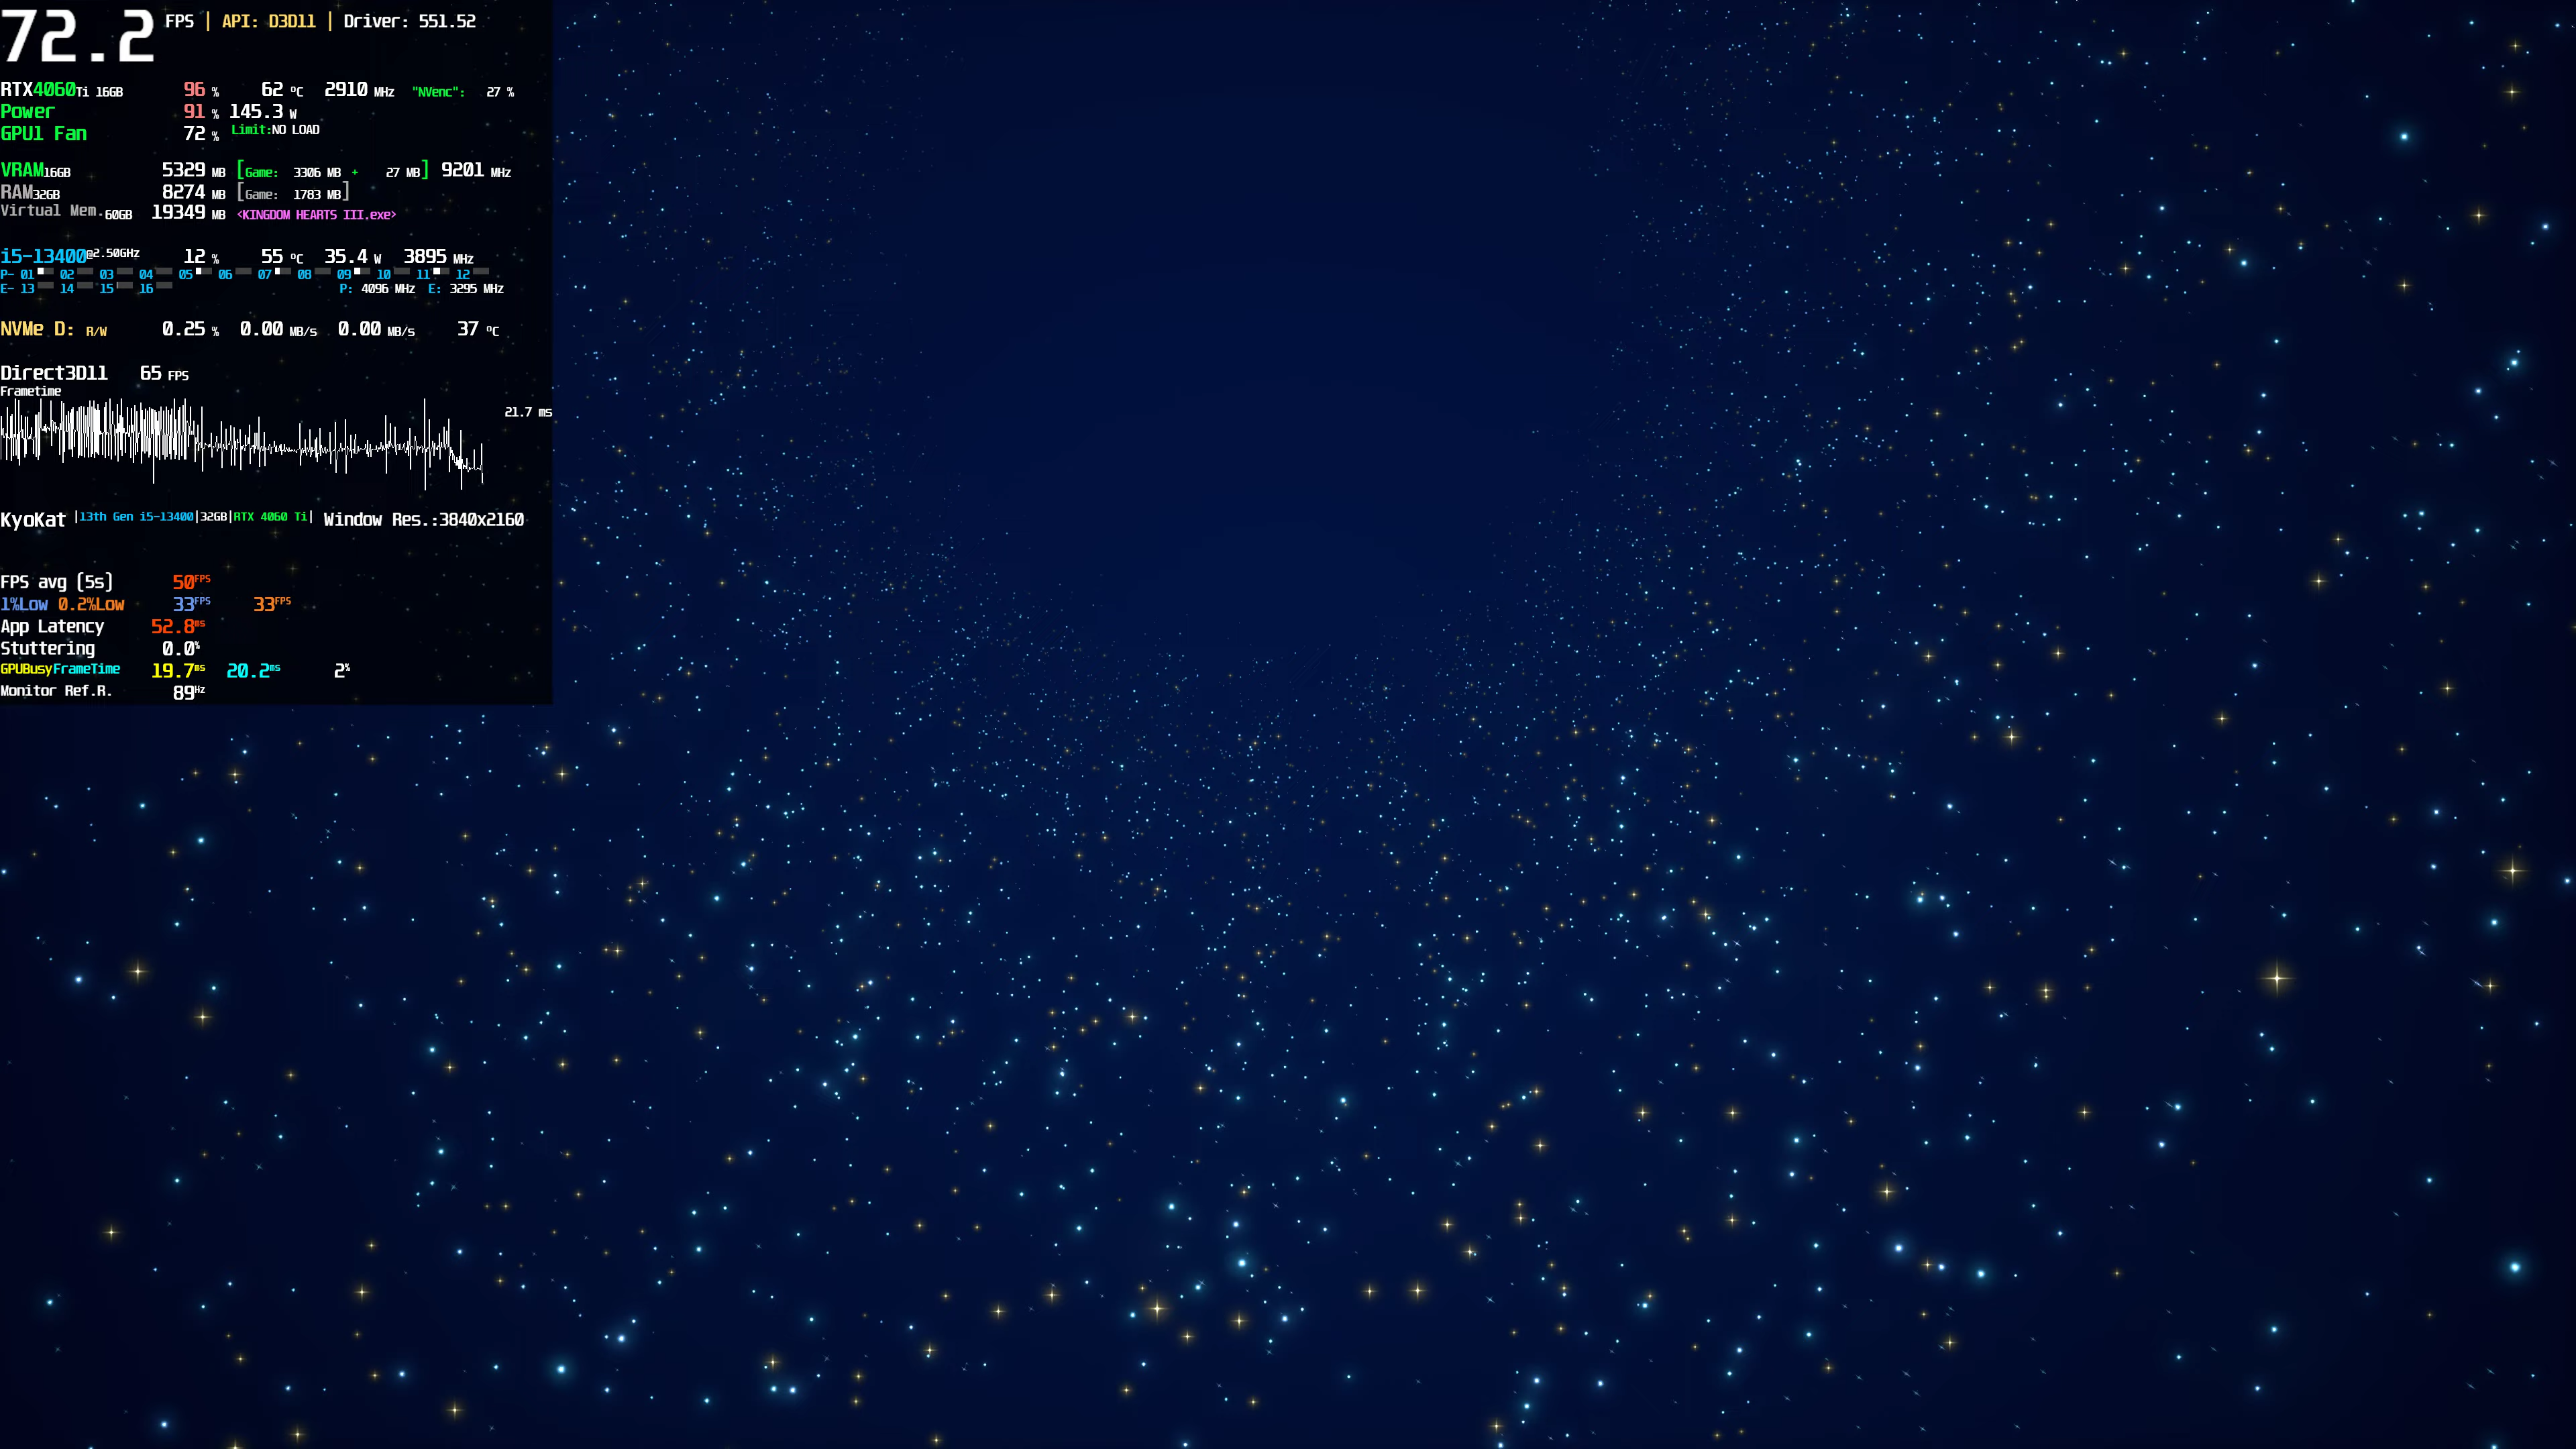 72.2 FPS | API: D3D11 | Driver: 551.52
RTX4060Ti 16GB 96 % 62 ºC 2910 MHz "NVenc": 27 %
Power 91 % 145.3 W
GPU1 Fan 72 % Limit:NO LOAD
VRAM16GB 5329 MB [Game: 3306 MB + 27 MB] 9201 MHz
RAM32GB 8274 MB [Game: 1783 MB]
Virtual Mem.60GB 19349 MB <KINGDOM HEARTS III.exe>
i5-13400@2.50GHz 12 % 55 ºC 35.4 W 3895 MHz
P- 01 02 03 04 05 06 07 08 09 10 11 12
E- 13 14 15 16 P: 4096 MHz E: 3295 MHz
NVMe D: R/W 0.25 % 0.00 MB/s 0.00 MB/s 37 ºC
Direct3D11 65 FPS
Frametime
21.7 ms
KyoKat |13th Gen i5-13400|32GB|RTX 4060 Ti| Window Res.:3840x2160
FPS avg (5s) 50FPS
1%Low 0.2%Low 33FPS 33FPS
App Latency 52.8ms
Stuttering 0.0%
GPUBusyFrameTime 19.7ms 20.2ms 2%
Monitor Ref.R. 89Hz